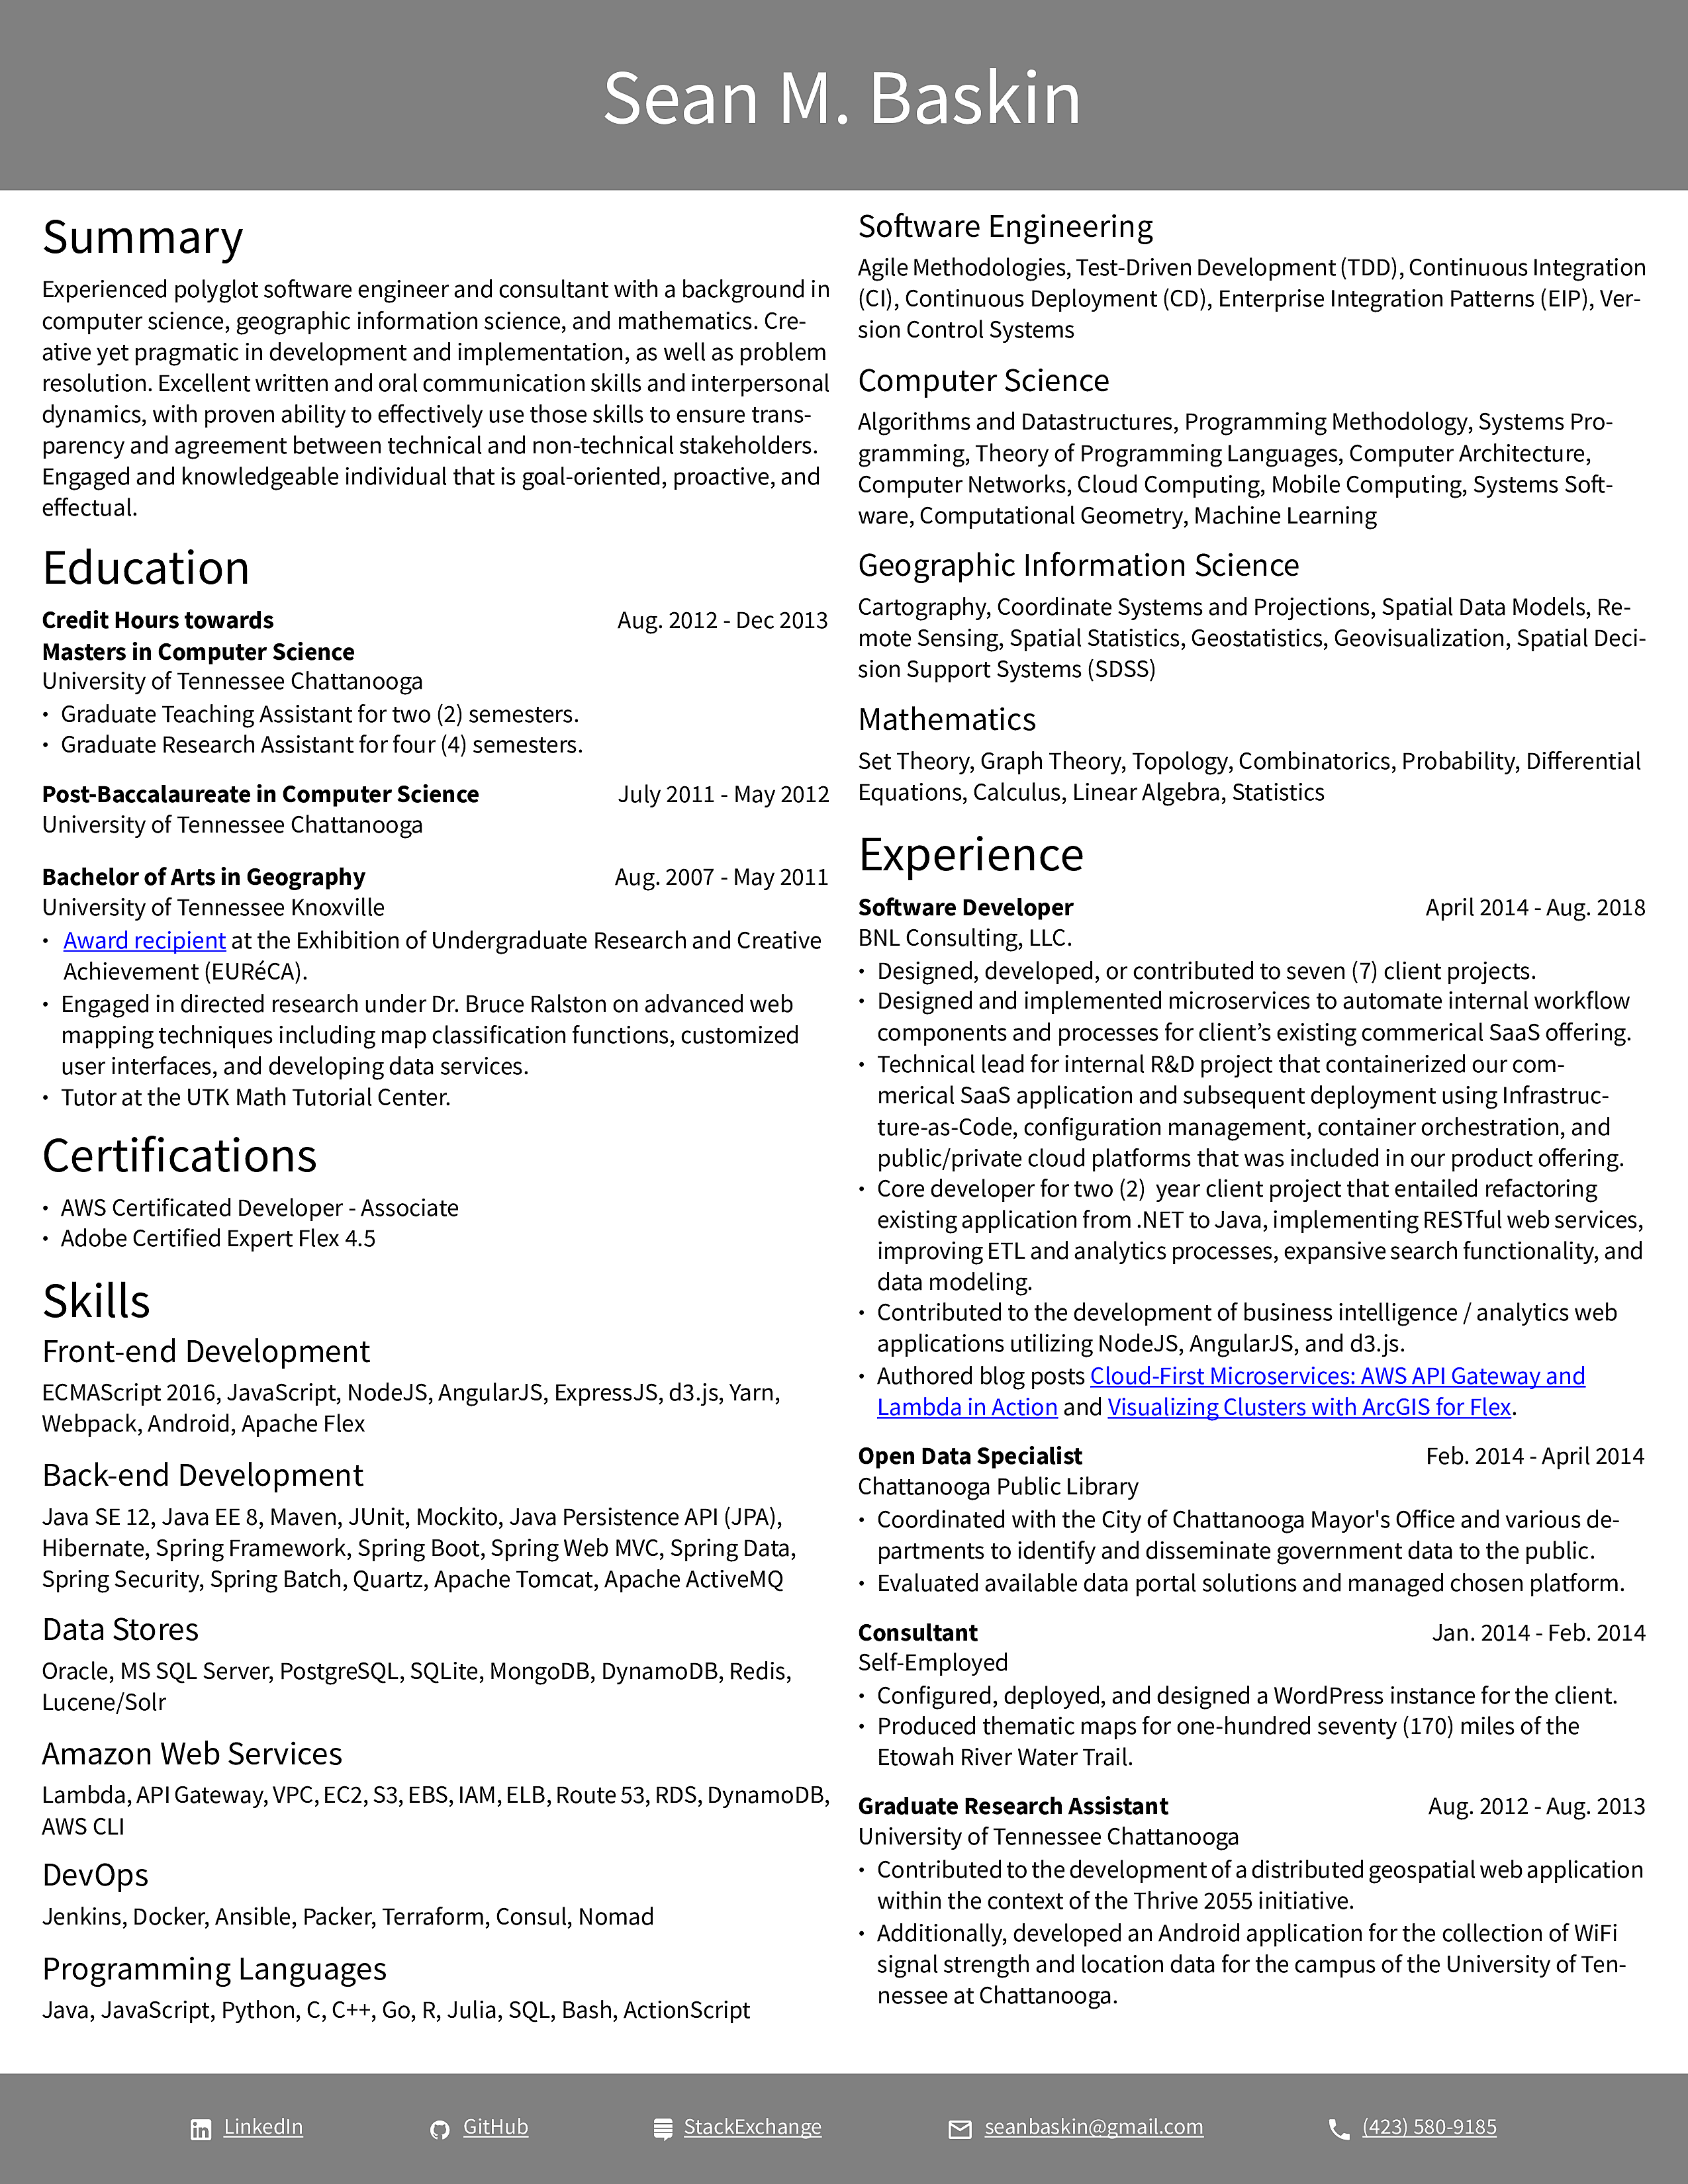 Sean M. Baskin
Summary
Experienced polyglot software engineer and consultant with a background in
computer science, geographic information science, and mathematics. Cre-
ative yet pragmatic in development and implementation, as well as problem
resolution. Excellent written and oral communication skills and interpersonal
dynamics, with proven ability to effectively use those skills to ensure trans-
parency and agreement between technical and non-technical stakeholders.
Engaged and knowledgeable individual that is goal-oriented, proactive, and
effectual.
Education
Credit Hours towards Aug. 2012 - Dec 2013
Masters in Computer Science
University of Tennessee Chattanooga
• Graduate Teaching Assistant for two (2) semesters.
• Graduate Research Assistant for four (4) semesters.
Post-Baccalaureate in Computer Science July 2011 - May 2012
University of Tennessee Chattanooga
Bachelor of Arts in Geography Aug. 2007 - May 2011
University of Tennessee Knoxville
• Award recipient at the Exhibition of Undergraduate Research and Creative
Achievement (EURéCA).
• Engaged in directed research under Dr. Bruce Ralston on advanced web
mapping techniques including map classification functions, customized
user interfaces, and developing data services.
• Tutor at the UTK Math Tutorial Center.
Certifications
• AWS Certificated Developer - Associate
• Adobe Certified Expert Flex 4.5
Skills
Front-end Development
ECMAScript 2016, JavaScript, NodeJS, AngularJS, ExpressJS, d3.js, Yarn,
Webpack, Android, Apache Flex
Back-end Development
Java SE 12, Java EE 8, Maven, JUnit, Mockito, Java Persistence API (JPA),
Hibernate, Spring Framework, Spring Boot, Spring Web MVC, Spring Data,
Spring Security, Spring Batch, Quartz, Apache Tomcat, Apache ActiveMQ
Data Stores
Oracle, MS SQL Server, PostgreSQL, SQLite, MongoDB, DynamoDB, Redis,
Lucene/Solr
Amazon Web Services
Lambda, API Gateway, VPC, EC2, S3, EBS, IAM, ELB, Route 53, RDS, DynamoDB,
AWS CLI
DevOps
Jenkins, Docker, Ansible, Packer, Terraform, Consul, Nomad
Programming Languages
Java, JavaScript, Python, C, C++, Go, R, Julia, SQL, Bash, ActionScript
Software Engineering
Agile Methodologies, Test-Driven Development (TDD), Continuous Integration
(CI), Continuous Deployment (CD), Enterprise Integration Patterns (EIP), Ver-
sion Control Systems
Computer Science
Algorithms and Datastructures, Programming Methodology, Systems Pro-
gramming, Theory of Programming Languages, Computer Architecture,
Computer Networks, Cloud Computing, Mobile Computing, Systems Soft-
ware, Computational Geometry, Machine Learning
Geographic Information Science
Cartography, Coordinate Systems and Projections, Spatial Data Models, Re-
mote Sensing, Spatial Statistics, Geostatistics, Geovisualization, Spatial Deci-
sion Support Systems (SDSS)
Mathematics
Set Theory, Graph Theory, Topology, Combinatorics, Probability, Differential
Equations, Calculus, Linear Algebra, Statistics
Experience
Software Developer April 2014 - Aug. 2018
BNL Consulting, LLC.
• Designed, developed, or contributed to seven (7) client projects.
• Designed and implemented microservices to automate internal workflow
components and processes for client’s existing commerical SaaS offering.
• Technical lead for internal R&D project that containerized our com-
merical SaaS application and subsequent deployment using Infrastruc-
ture-as-Code, configuration management, container orchestration, and
public/private cloud platforms that was included in our product offering.
• Core developer for two (2) year client project that entailed refactoring
existing application from .NET to Java, implementing RESTful web services,
improving ETL and analytics processes, expansive search functionality, and
data modeling.
• Contributed to the development of business intelligence / analytics web
applications utilizing NodeJS, AngularJS, and d3.js.
• Authored blog posts Cloud-First Microservices: AWS API Gateway and
Lambda in Action and Visualizing Clusters with ArcGIS for Flex.
Open Data Specialist Feb. 2014 - April 2014
Chattanooga Public Library
• Coordinated with the City of Chattanooga Mayor's Office and various de-
partments to identify and disseminate government data to the public.
• Evaluated available data portal solutions and managed chosen platform.
Consultant Jan. 2014 - Feb. 2014
Self-Employed
• Configured, deployed, and designed a WordPress instance for the client.
• Produced thematic maps for one-hundred seventy (170) miles of the
Etowah River Water Trail.
Graduate Research Assistant Aug. 2012 - Aug. 2013
University of Tennessee Chattanooga
• Contributed to the development of a distributed geospatial web application
within the context of the Thrive 2055 initiative.
• Additionally, developed an Android application for the collection of WiFi
signal strength and location data for the campus of the University of Ten-
nessee at Chattanooga.
LinkedIn GitHub StackExchange seanbaskin@gmail.com (423) 580-9185